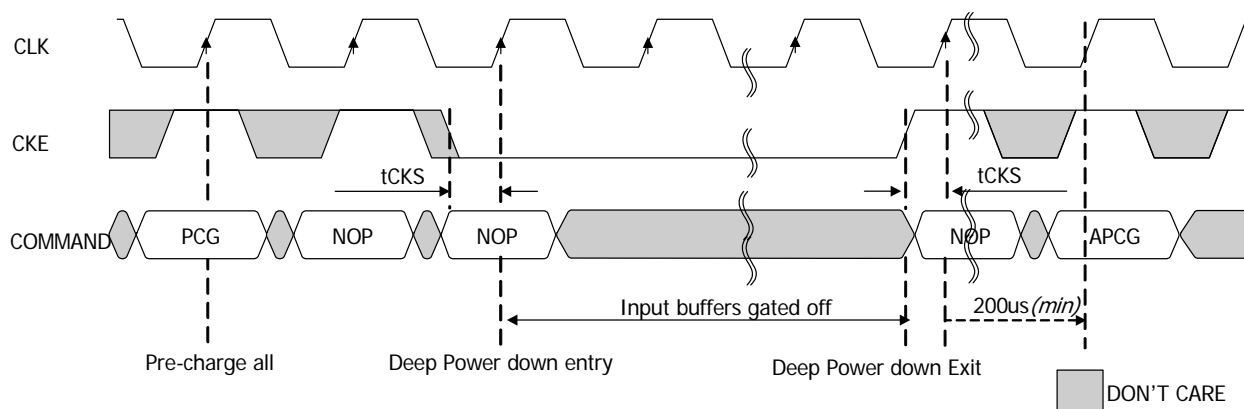 CLK
CKE
tCKS
tCKS
COMMAND
PCG
NOP
NOP
NOP
APCG
Input buffers gated off
200us(min)
Pre-charge all
Deep Power down entry
Deep Power down Exit
DON'T CARE